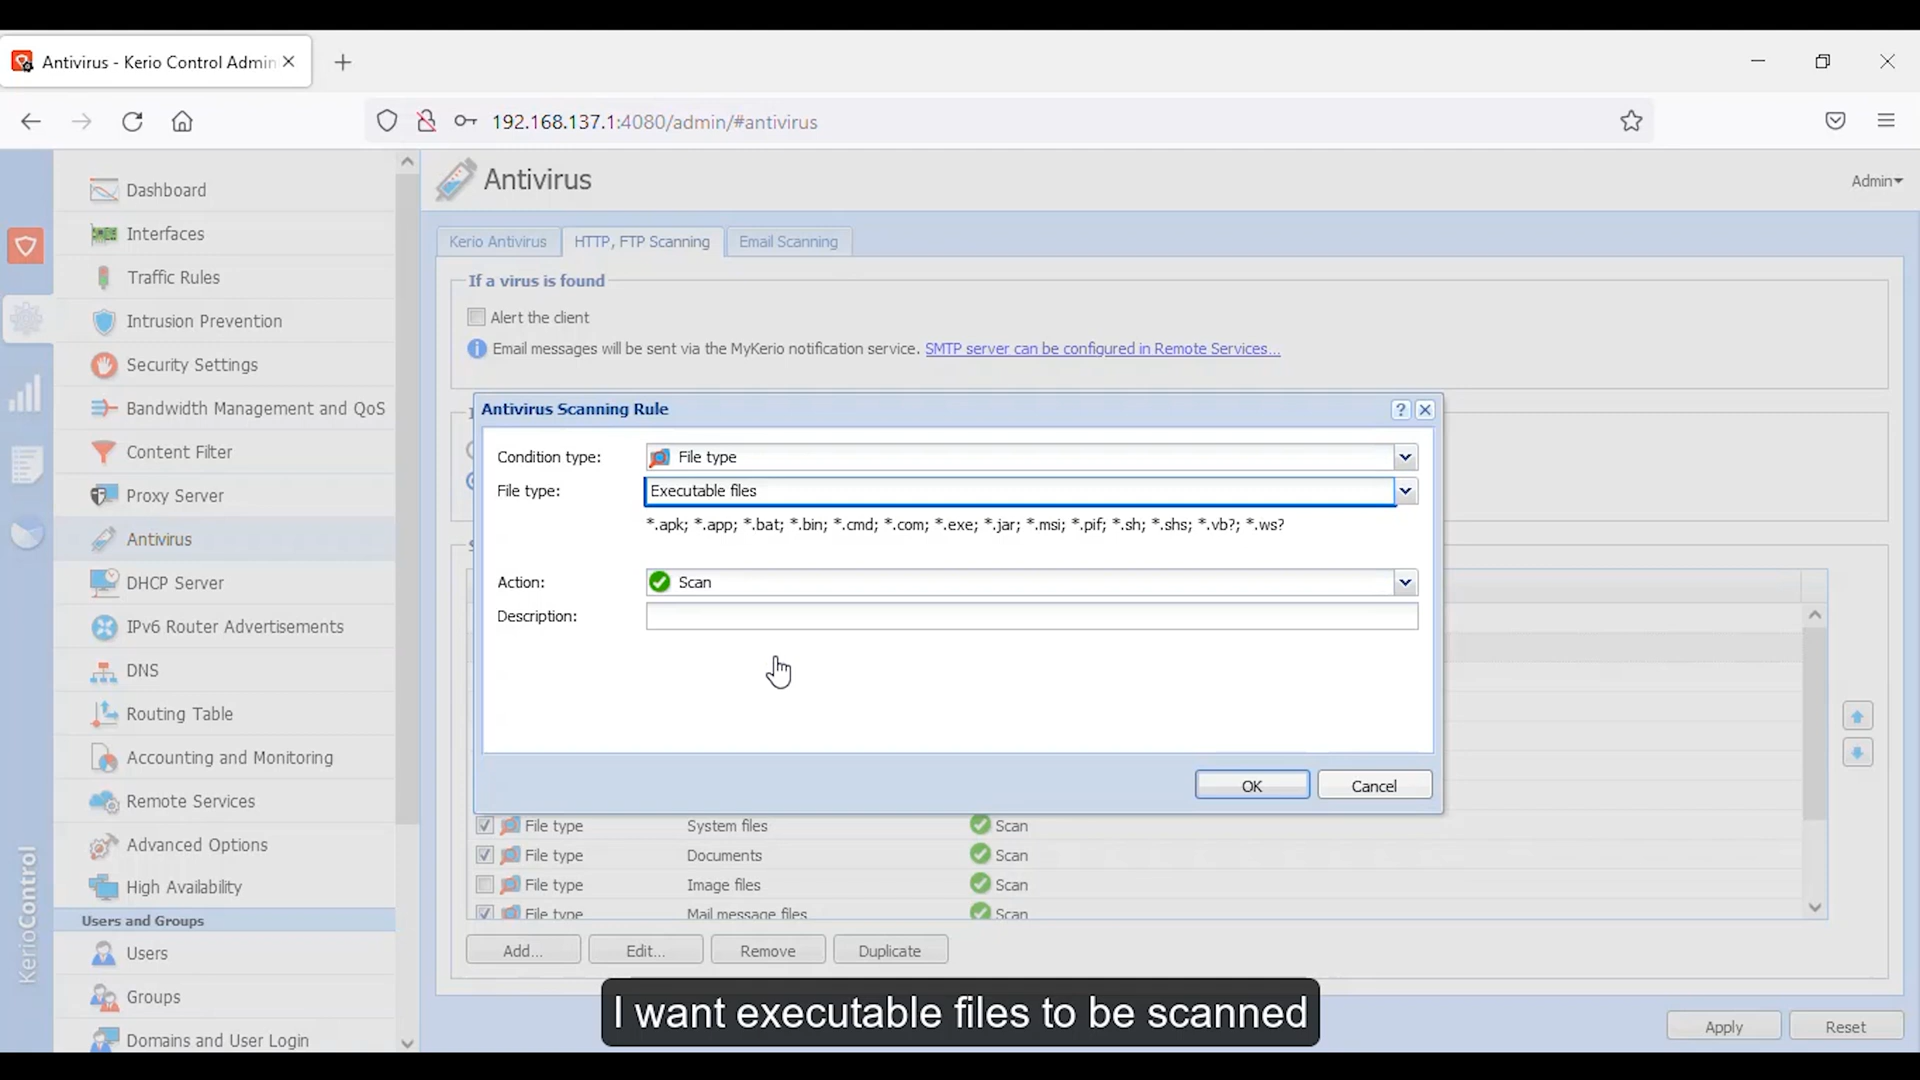 Antivirus - Kerio Control Admin
192.168.137.1:4080/admin/#antivirus
Dashboard
Interfaces
Traffic Rules
Intrusion Prevention
Security Settings
Bandwidth Management and QoS
Content Filter
Proxy Server
Antivirus
DHCP Server
IPv6 Router Advertisements
DNS
Routing Table
Accounting and Monitoring
Remote Services
Advanced Options
High Availability
Users and Groups
Users
Groups
Domains and User Login
KerioControl
Antivirus
Admin
Kerio Antivirus
HTTP, FTP Scanning
Email Scanning
If a virus is found
Alert the client
Email messages will be sent via the MyKerio notification service. SMTP server can be configured in Remote Services...
Antivirus Scanning Rule
?
Condition type: File type
File type: Executable files
*.apk; *.app; *.bat; *.bin; *.cmd; *.com; *.exe; *.jar; *.msi; *.pif; *.sh; *.shs; *.vb?; *.ws?
Action: Scan
Description:
OK Cancel
File type System files Scan
File type Documents Scan
File type Image files Scan
File type Mail message files Scan
Add... Edit... Remove Duplicate
I want executable files to be scanned
Apply Reset